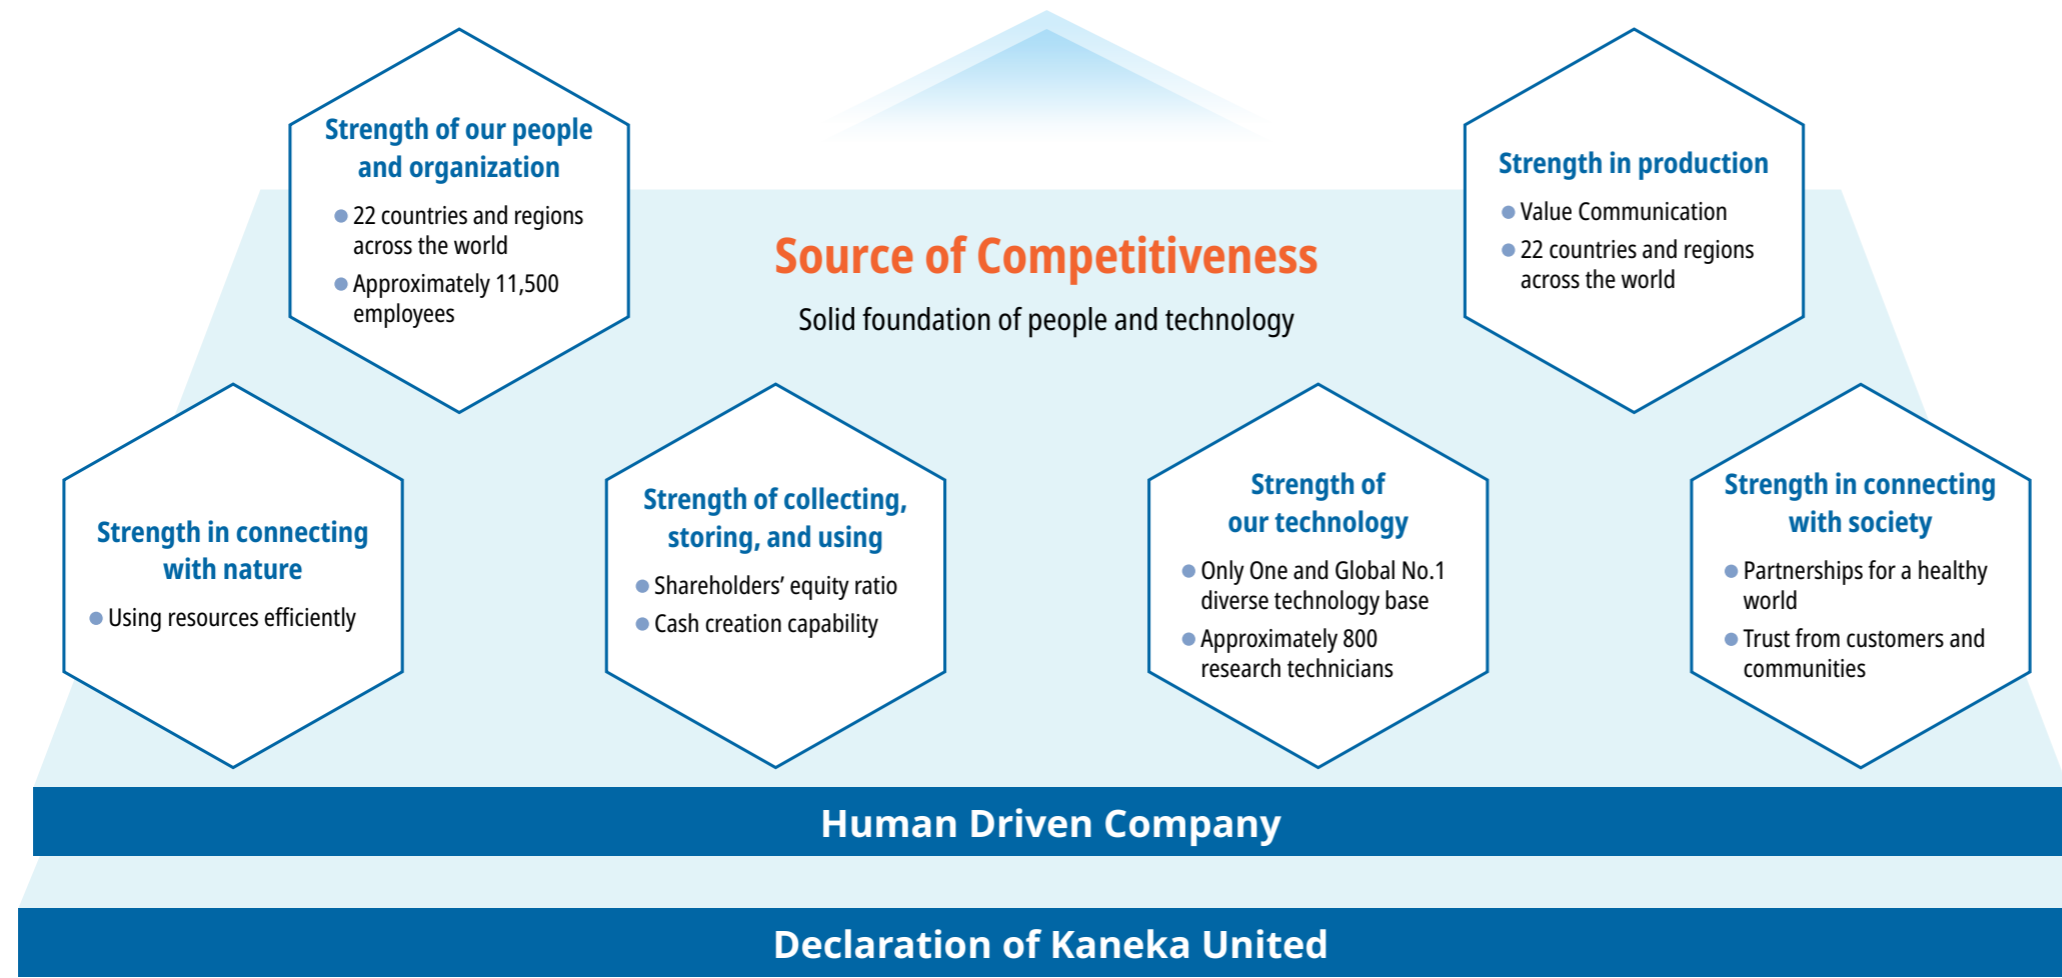 Strength of our people
and organization
22 countries and regions
across the world
Approximately 11,500
employees
Source of Competitiveness
Solid foundation of people and technology
Strength in production
Value Communication
22 countries and regions
across the world
Strength in connecting
with nature
Using resources efficiently
Strength of collecting,
storing, and using
Shareholders’ equity ratio
Cash creation capability
Strength of
our technology
Only One and Global No.1
diverse technology base
Approximately 800
research technicians
Strength in connecting
with society
Partnerships for a healthy
world
Trust from customers and
communities
Human Driven Company
Declaration of Kaneka United